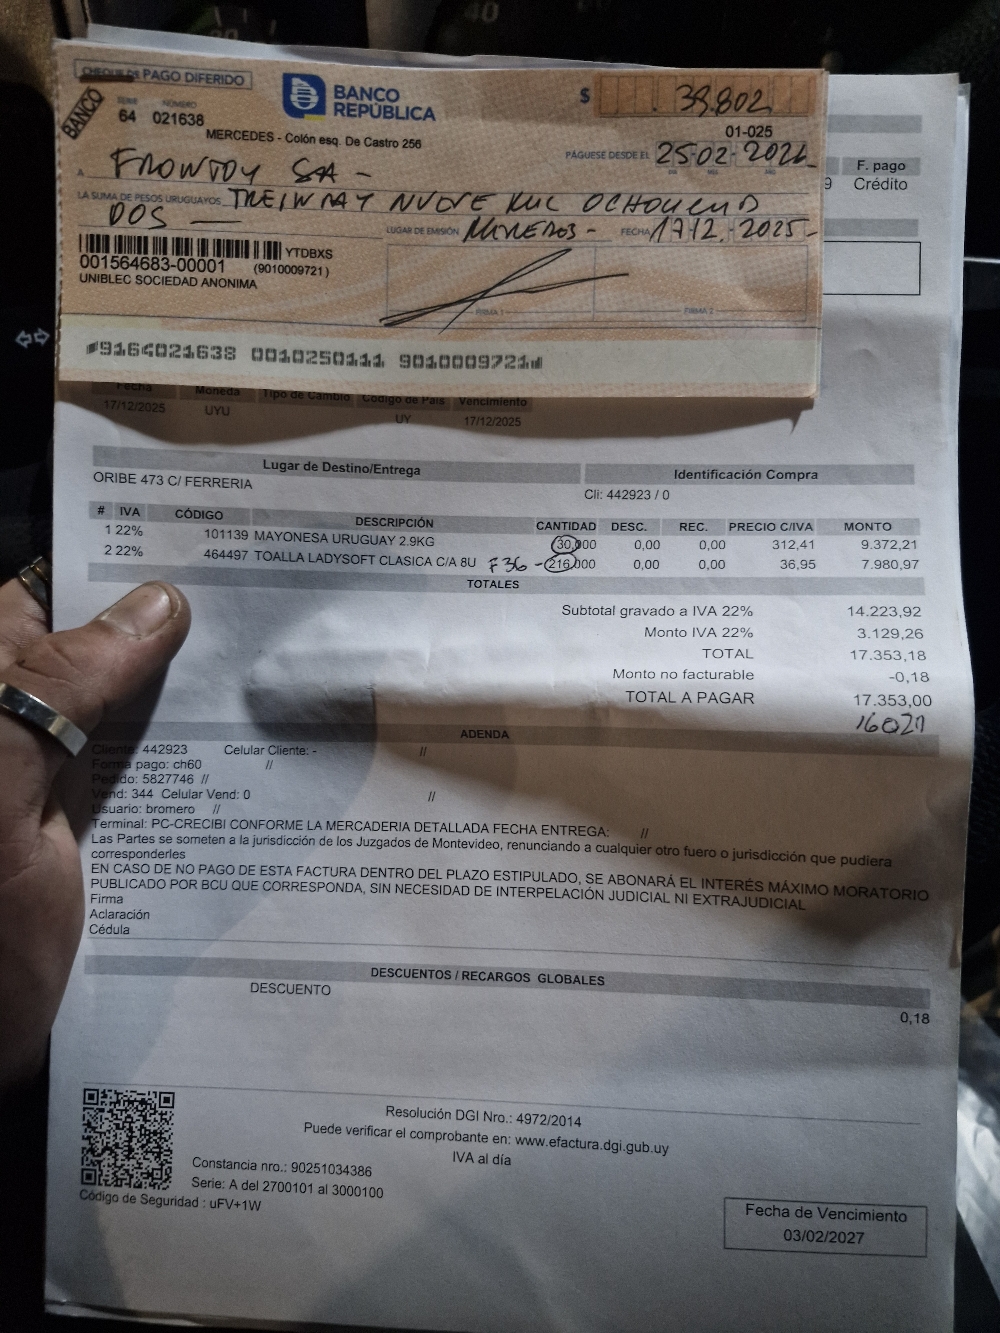 CHEQUE DE PAGO DIFERIDO
BANCO
REPÚBLICA
$ 39.802
BANCO
SERIE NÚMERO
64 021638
01-025
MERCEDES - Colón esq. De Castro 256
PÁGUESE DESDE EL 25-02-2026
A FROWTOY SA -
LA SUMA DE PESOS URUGUAYOS TREINTA Y NUEVE MIL OCHOCIENTOS
DOS
LUGAR DE EMISIÓN MERCEDES - FECHA 17-12-2025-
YTDBXS
001564683-00001 (9010009721)
UNIBLEC SOCIEDAD ANONIMA
FIRMA 1 FIRMA 2
9164021638 0010250111 9010009721
F. pago
9 Crédito
Fecha Moneda Tipo de Cambio Código de País Vencimiento
17/12/2025 UYU UY 17/12/2025
Lugar de Destino/Entrega Identificación Compra
ORIBE 473 C/ FERRERIA Cli: 442923 / 0
# IVA CÓDIGO DESCRIPCIÓN CANTIDAD DESC. REC. PRECIO C/IVA MONTO
1 22% 101139 MAYONESA URUGUAY 2.9KG 30,000 0,00 0,00 312,41 9.372,21
2 22% 464497 TOALLA LADYSOFT CLASICA C/A 8U F36 - 216,000 0,00 0,00 36,95 7.980,97
TOTALES
Subtotal gravado a IVA 22% 14.223,92
Monto IVA 22% 3.129,26
TOTAL 17.353,18
Monto no facturable -0,18
TOTAL A PAGAR 17.353,00
16027
ADENDA
Cliente: 442923 Celular Cliente: - //
Forma pago: ch60 //
Pedido: 5827746 //
Vend: 344 Celular Vend: 0 //
Usuario: bromero //
Terminal: PC-CRECIBI CONFORME LA MERCADERIA DETALLADA FECHA ENTREGA: //
Las Partes se someten a la jurisdicción de los Juzgados de Montevideo, renunciando a cualquier otro fuero o jurisdicción que pudiera
corresponderles
EN CASO DE NO PAGO DE ESTA FACTURA DENTRO DEL PLAZO ESTIPULADO, SE ABONARÁ EL INTERÉS MÁXIMO MORATORIO
PUBLICADO POR BCU QUE CORRESPONDA, SIN NECESIDAD DE INTERPELACIÓN JUDICIAL NI EXTRAJUDICIAL
Firma
Aclaración
Cédula
DESCUENTOS / RECARGOS GLOBALES
DESCUENTO 0,18
Resolución DGI Nro.: 4972/2014
Puede verificar el comprobante en: www.efactura.dgi.gub.uy
IVA al día
Constancia nro.: 90251034386
Serie: A del 2700101 al 3000100
Código de Seguridad : uFV+1W
Fecha de Vencimiento
03/02/2027